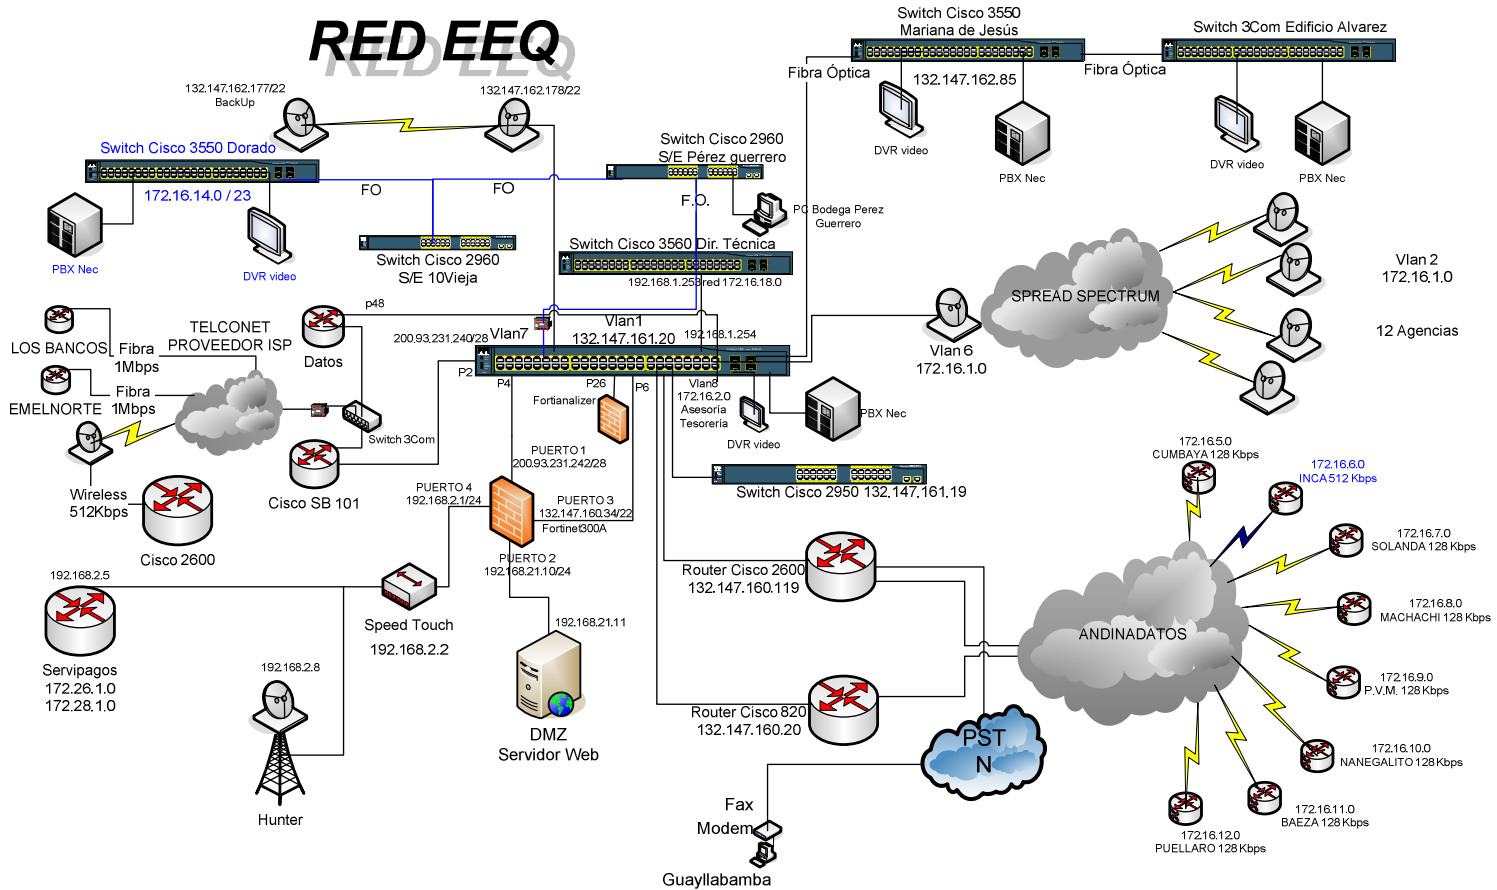 RED EEQ
Switch Cisco 3550
Mariana de Jesús
Switch 3Com Edificio Alvarez
Fibra Óptica
132.147.162.85
Fibra Óptica
DVR video
PBX Nec
DVR video
PBX Nec
132.147.162.177/22
BackUp
132.147.162.178/22
Switch Cisco 3550 Dorado
172.16.14.0 / 23
FO
FO
PBX Nec
DVR video
Switch Cisco 2960
S/E Pérez guerrero
F.O.
PC Bodega Perez
Guerrero
Switch Cisco 2960
S/E 10Vieja
Switch Cisco 3560 Dir. Técnica
192.168.1.253 red 172.16.18.0
SPREAD SPECTRUM
Vlan 2
172.16.1.0
12 Agencias
Vlan 6
172.16.1.0
p48
Datos
LOS BANCOS
Fibra
1Mbps
TELCONET
PROVEEDOR ISP
EMELNORTE
Fibra
1Mbps
Switch 3Com
Wireless
512Kbps
Cisco 2600
Cisco SB 101
200.93.231.240/28
Vlan7
Vlan1
132.147.161.20
192.168.1.254
P2
P4
P26
P6
Vlan8
172.16.2.0
Asesoría
Tesorería
Fortianalizer
DVR video
PBX Nec
PUERTO 1
200.93.231.242/28
PUERTO 4
192.168.2.1/24
PUERTO 3
132.147.160.34/22
Fortinet300A
PUERTO 2
192.168.21.10/24
Switch Cisco 2950 132.147.161.19
Router Cisco 2600
132.147.160.119
Router Cisco 820
132.147.160.20
192.168.2.5
Servipagos
172.26.1.0
172.28.1.0
Speed Touch
192.168.2.2
192.168.2.8
Hunter
192.168.21.11
DMZ
Servidor Web
PST
N
Fax
Modem
Guayllabamba
ANDINADATOS
172.16.5.0
CUMBAYA 128 Kbps
172.16.6.0
INCA 512 Kbps
172.16.7.0
SOLANDA 128 Kbps
172.16.8.0
MACHACHI 128 Kbps
172.16.9.0
P.V.M. 128 Kbps
172.16.10.0
NANEGALITO 128 Kbps
172.16.11.0
BAEZA 128 Kbps
172.16.12.0
PUELLARO 128 Kbps